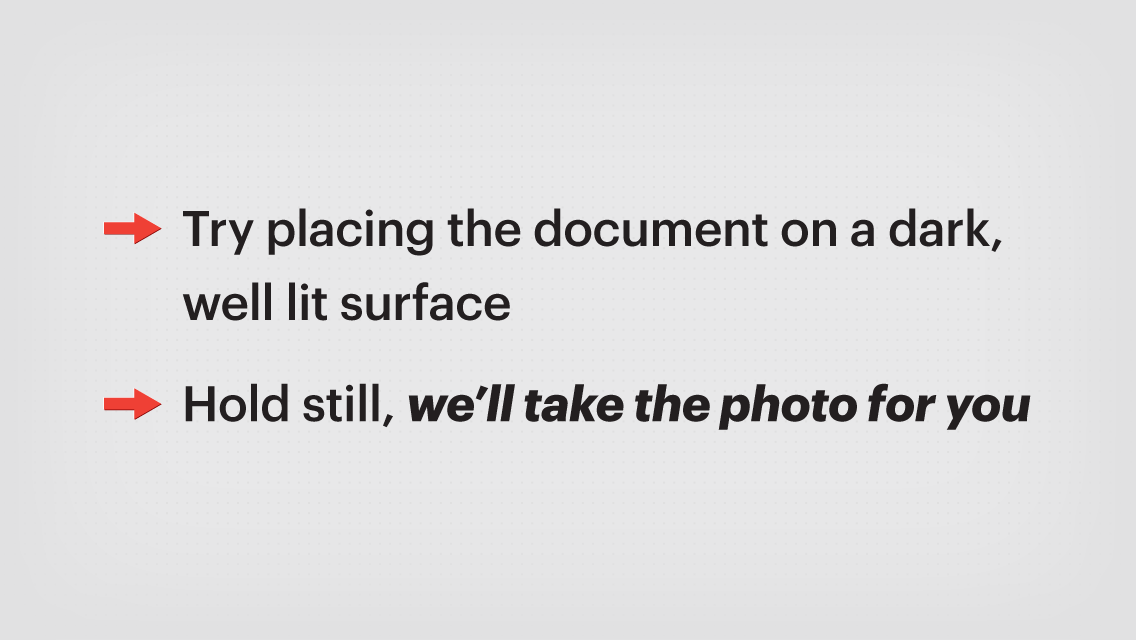 Try placing the document on a dark,
well lit surface
Hold still, we’ll take the photo for you